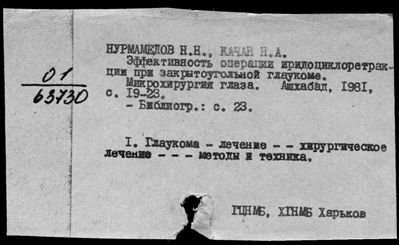 НУРМАМЕДОВ Н.Н., КАЧАН Н.А.
Эффективность операции иридоциклоретрак-
ции при закрытоугольной глаукоме.
01
63730
Микрохирургия глаза. Ашхабад, 1981,
с. 19-23.
- Библиогр.: с. 23.
I. Глаукома - лечение - - хирургическое
лечение - - - методы и техника.
ГЦНМБ, ХГНМБ Харьков